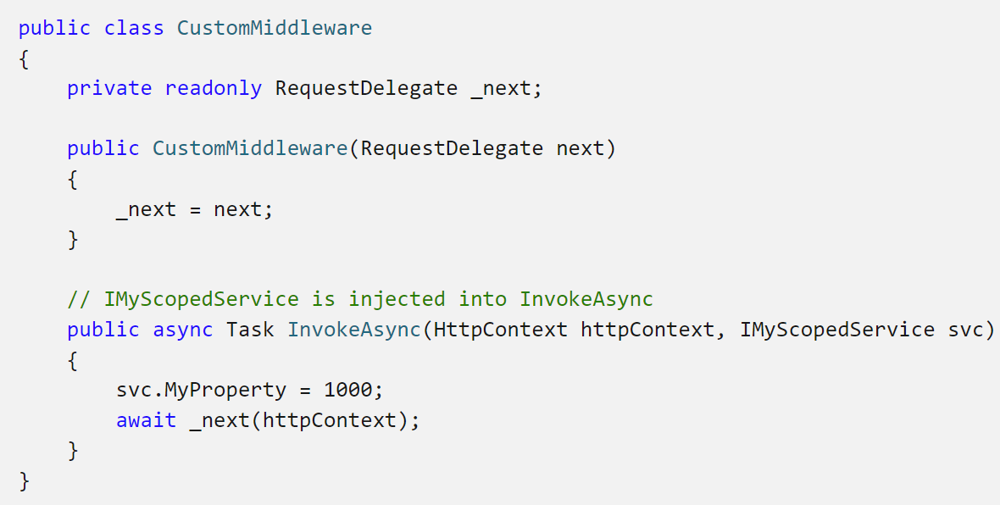 public class CustomMiddleware
{
    private readonly RequestDelegate _next;

    public CustomMiddleware(RequestDelegate next)
    {
        _next = next;
    }

    // IMyScopedService is injected into InvokeAsync
    public async Task InvokeAsync(HttpContext httpContext, IMyScopedService svc)
    {
        svc.MyProperty = 1000;
        await _next(httpContext);
    }
}